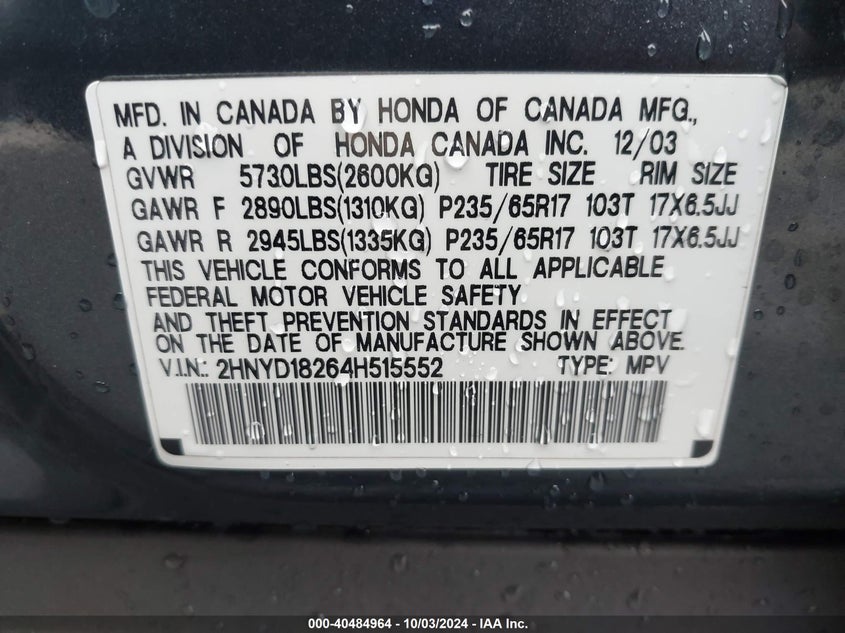 MFD. IN CANADA BY HONDA OF CANADA MFG.,
A DIVISION OF HONDA CANADA INC. 12/03
GVWR 5730LBS(2600KG) TIRE SIZE RIM SIZE
GAWR F 2890LBS(1310KG) P235/65R17 103T 17X6.5JJ
GAWR R 2945LBS(1335KG) P235/65R17 103T 17X6.5JJ
THIS VEHICLE CONFORMS TO ALL APPLICABLE
FEDERAL MOTOR VEHICLE SAFETY
AND THEFT PREVENTION STANDARDS IN EFFECT
ON THE DATE OF MANUFACTURE SHOWN ABOVE.
V.I.N.: 2HNYD18264H515552 TYPE: MPV
000-40484964 - 10/03/2024 - IAA Inc.